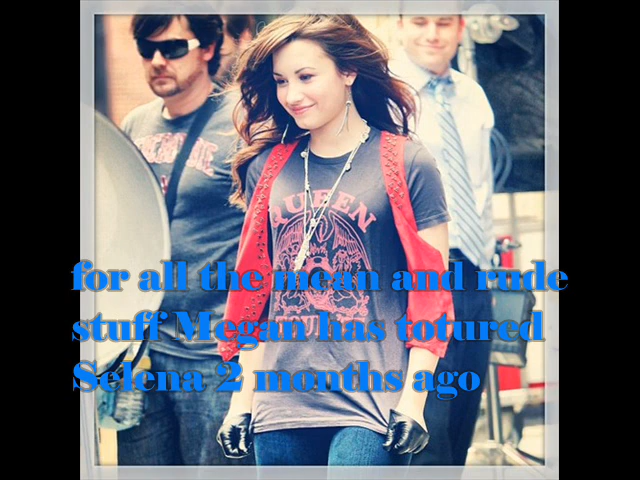 QUEEN
for all the mean and rude
stuff Megan has totured
Selena 2 months ago